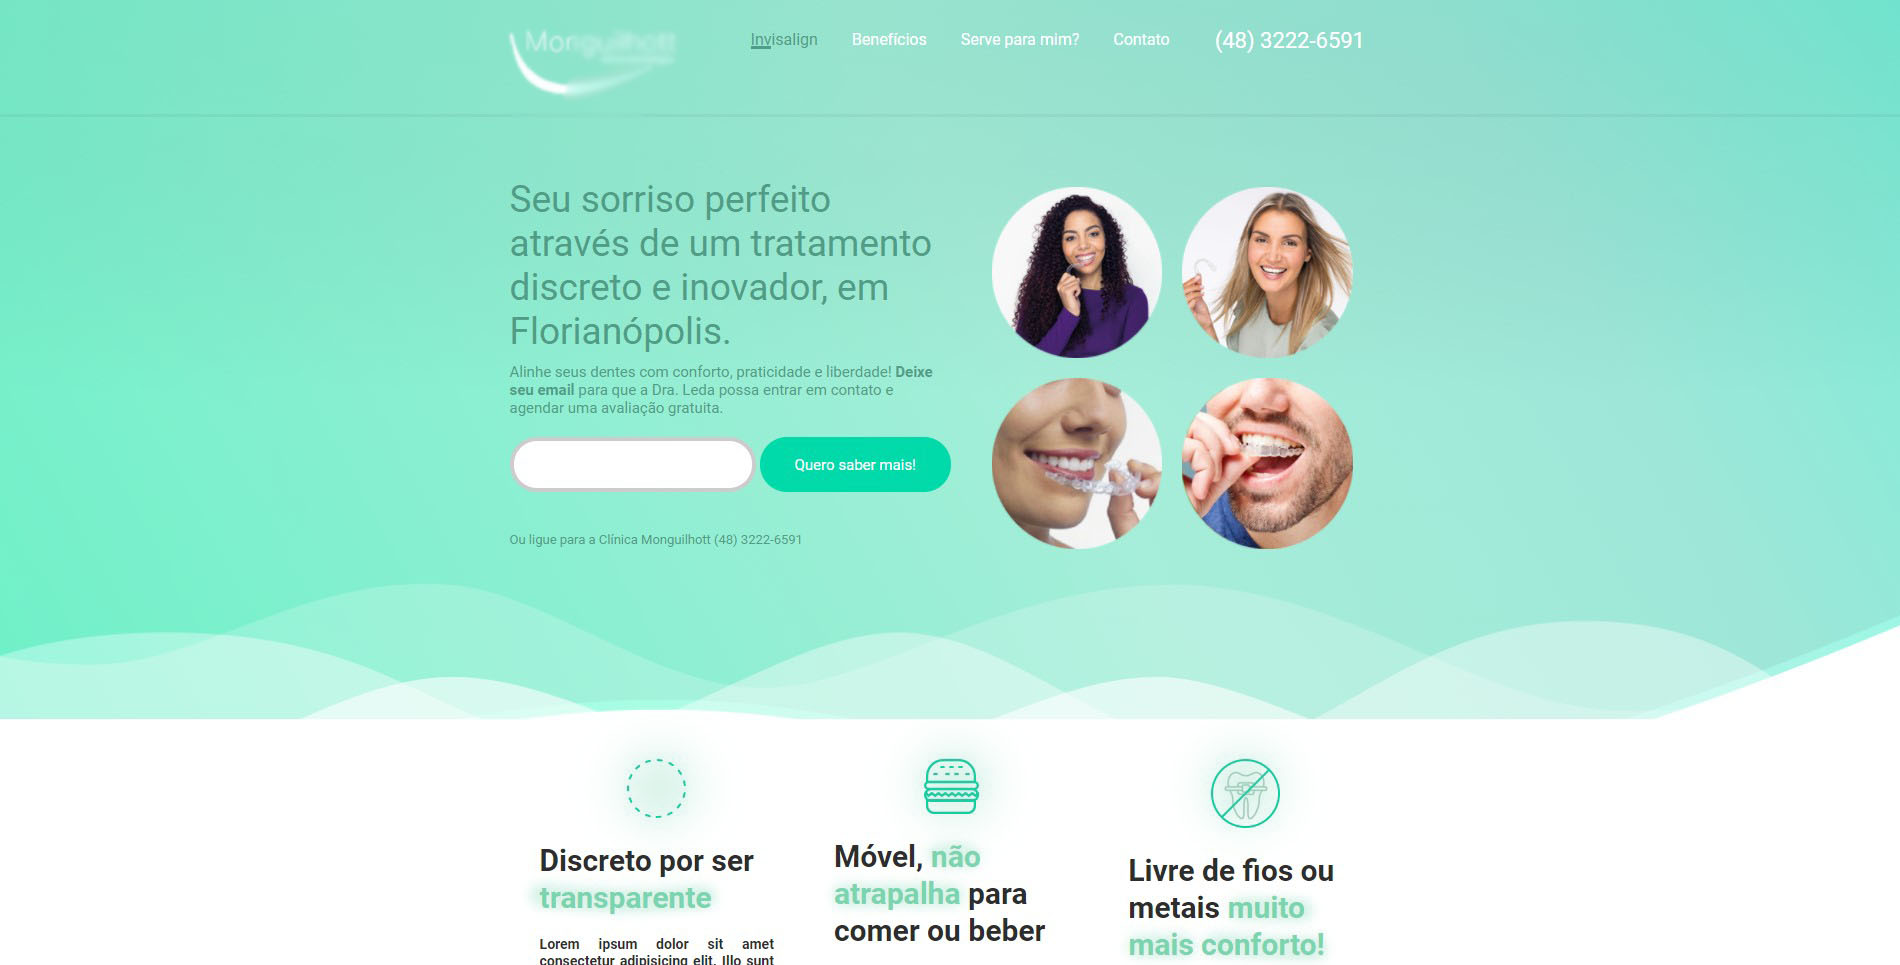 Monguilhott
Invisalign Benefícios Serve para mim? Contato (48) 3222-6591
Seu sorriso perfeito
através de um tratamento
discreto e inovador, em
Florianópolis.
Alinhe seus dentes com conforto, praticidade e liberdade! Deixe
seu email para que a Dra. Leda possa entrar em contato e
agendar uma avaliação gratuita.
Quero saber mais!
Ou ligue para a Clínica Monguilhott (48) 3222-6591
Discreto por ser
transparente
Lorem ipsum dolor sit amet
consectetur adipisicing elit. Illo sunt
Móvel, não
atrapalha para
comer ou beber
Livre de fios ou
metais muito
mais conforto!